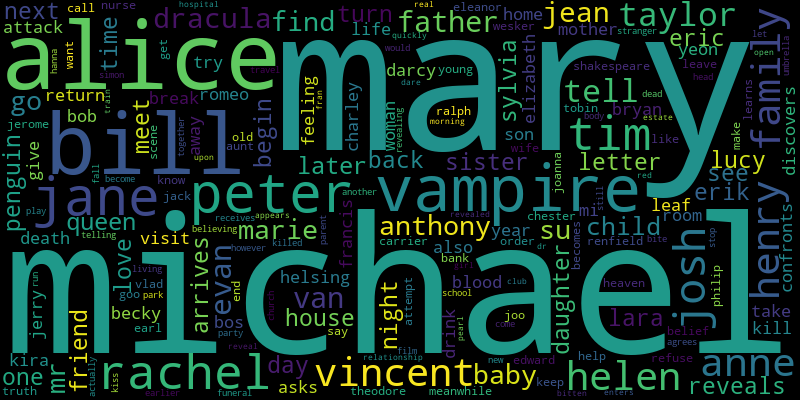 next
call
nurse
dracula
hospital
find
turn
father
real
eleanor
home
wesker
jean
taylor
family
let
attack
want
time
get
life
mother
eric
stranger
alice
mary
hanna
simon
try
travel
would
quickly
darcy
young
dare
sylvia
elizabeth
shakespeare
yeon
leave
head
dead
open
umbrella
go
return
train
break
romeo
begin
feeling
fran
charley
woman
revealing
ralph
morning
son
tell
tobin
bryan
body
estate
learns
make
discovers
bob
meet
scene
together
away
old
aunt
upon
wife
tim
like
jerome
bill
later
back
sister
letter
lucy
penguin
give
fall
become
know
jack
another
joanna
red
see
jane
peter
vampire
still
erik
leaf
henry
confronts
queen
play
receives
appears
francis
anthony
year
chester
mi
room
death
telling
visit
believing
marie
revealed
also
su
child
becomes
renfield
bite
josh
stop
philip
love
however
killed
parent
carrier
order
dr
michael
evan
helsing
bank
girl
daughter
heaven
living
arrives
van
blood
club
take
jerry
run
vlad
goo
park
end
church
house
night
attempt
school
joo
lara
belief
kill
becky
bos
party
say
drink
pearl
come
agrees
earl
reveal
relationship
film
refuse
kira
friend
mr
rachel
day
vincent
baby
new
edward
help
helen
anne
one
truth
actually
kiss
earlier
funeral
asks
theodore
meanwhile
keep
bitten
enters
reveals